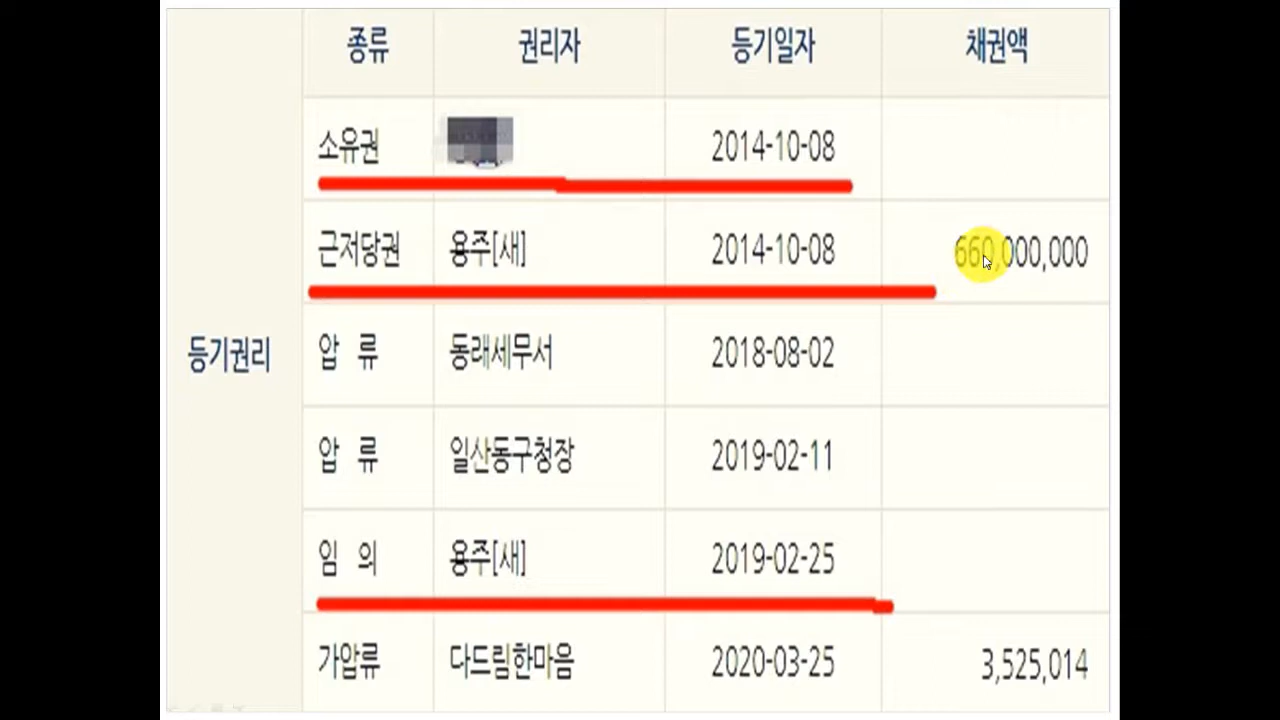 종류 권리자 등기일자 채권액
소유권 2014-10-08
근저당권 용주[새] 2014-10-08 660,000,000
압 류 동래세무서 2018-08-02
등기권리
압 류 일산동구청장 2019-02-11
임 의 용주[새] 2019-02-25
가압류 다드림한마음 2020-03-25 3,525,014